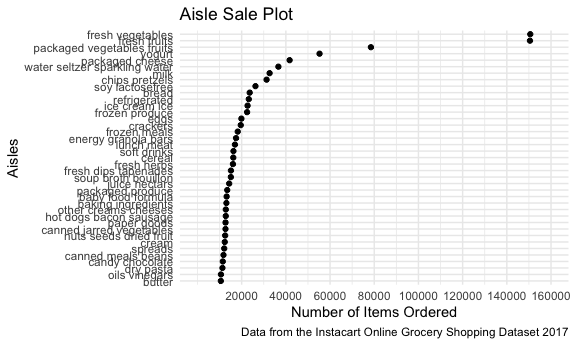 Aisle Sale Plot
fresh vegetables
fresh fruits
packaged vegetables fruits
yogurt
packaged cheese
water seltzer sparkling water
milk
chips pretzels
soy lactosefree
bread
refrigerated
ice cream ice
frozen produce
eggs
crackers
frozen meals
energy granola bars
lunch meat
soft drinks
cereal
fresh herbs
fresh dips tapenades
soup broth bouillon
juice nectars
packaged produce
baby food formula
baking ingredients
other creams cheeses
hot dogs bacon sausage
paper goods
canned jarred vegetables
nuts seeds dried fruit
cream
spreads
canned meals beans
candy chocolate
dry pasta
oils vinegars
butter
Aisles
20000 40000 60000 80000 100000 120000 140000 160000
Number of Items Ordered
Data from the Instacart Online Grocery Shopping Dataset 2017